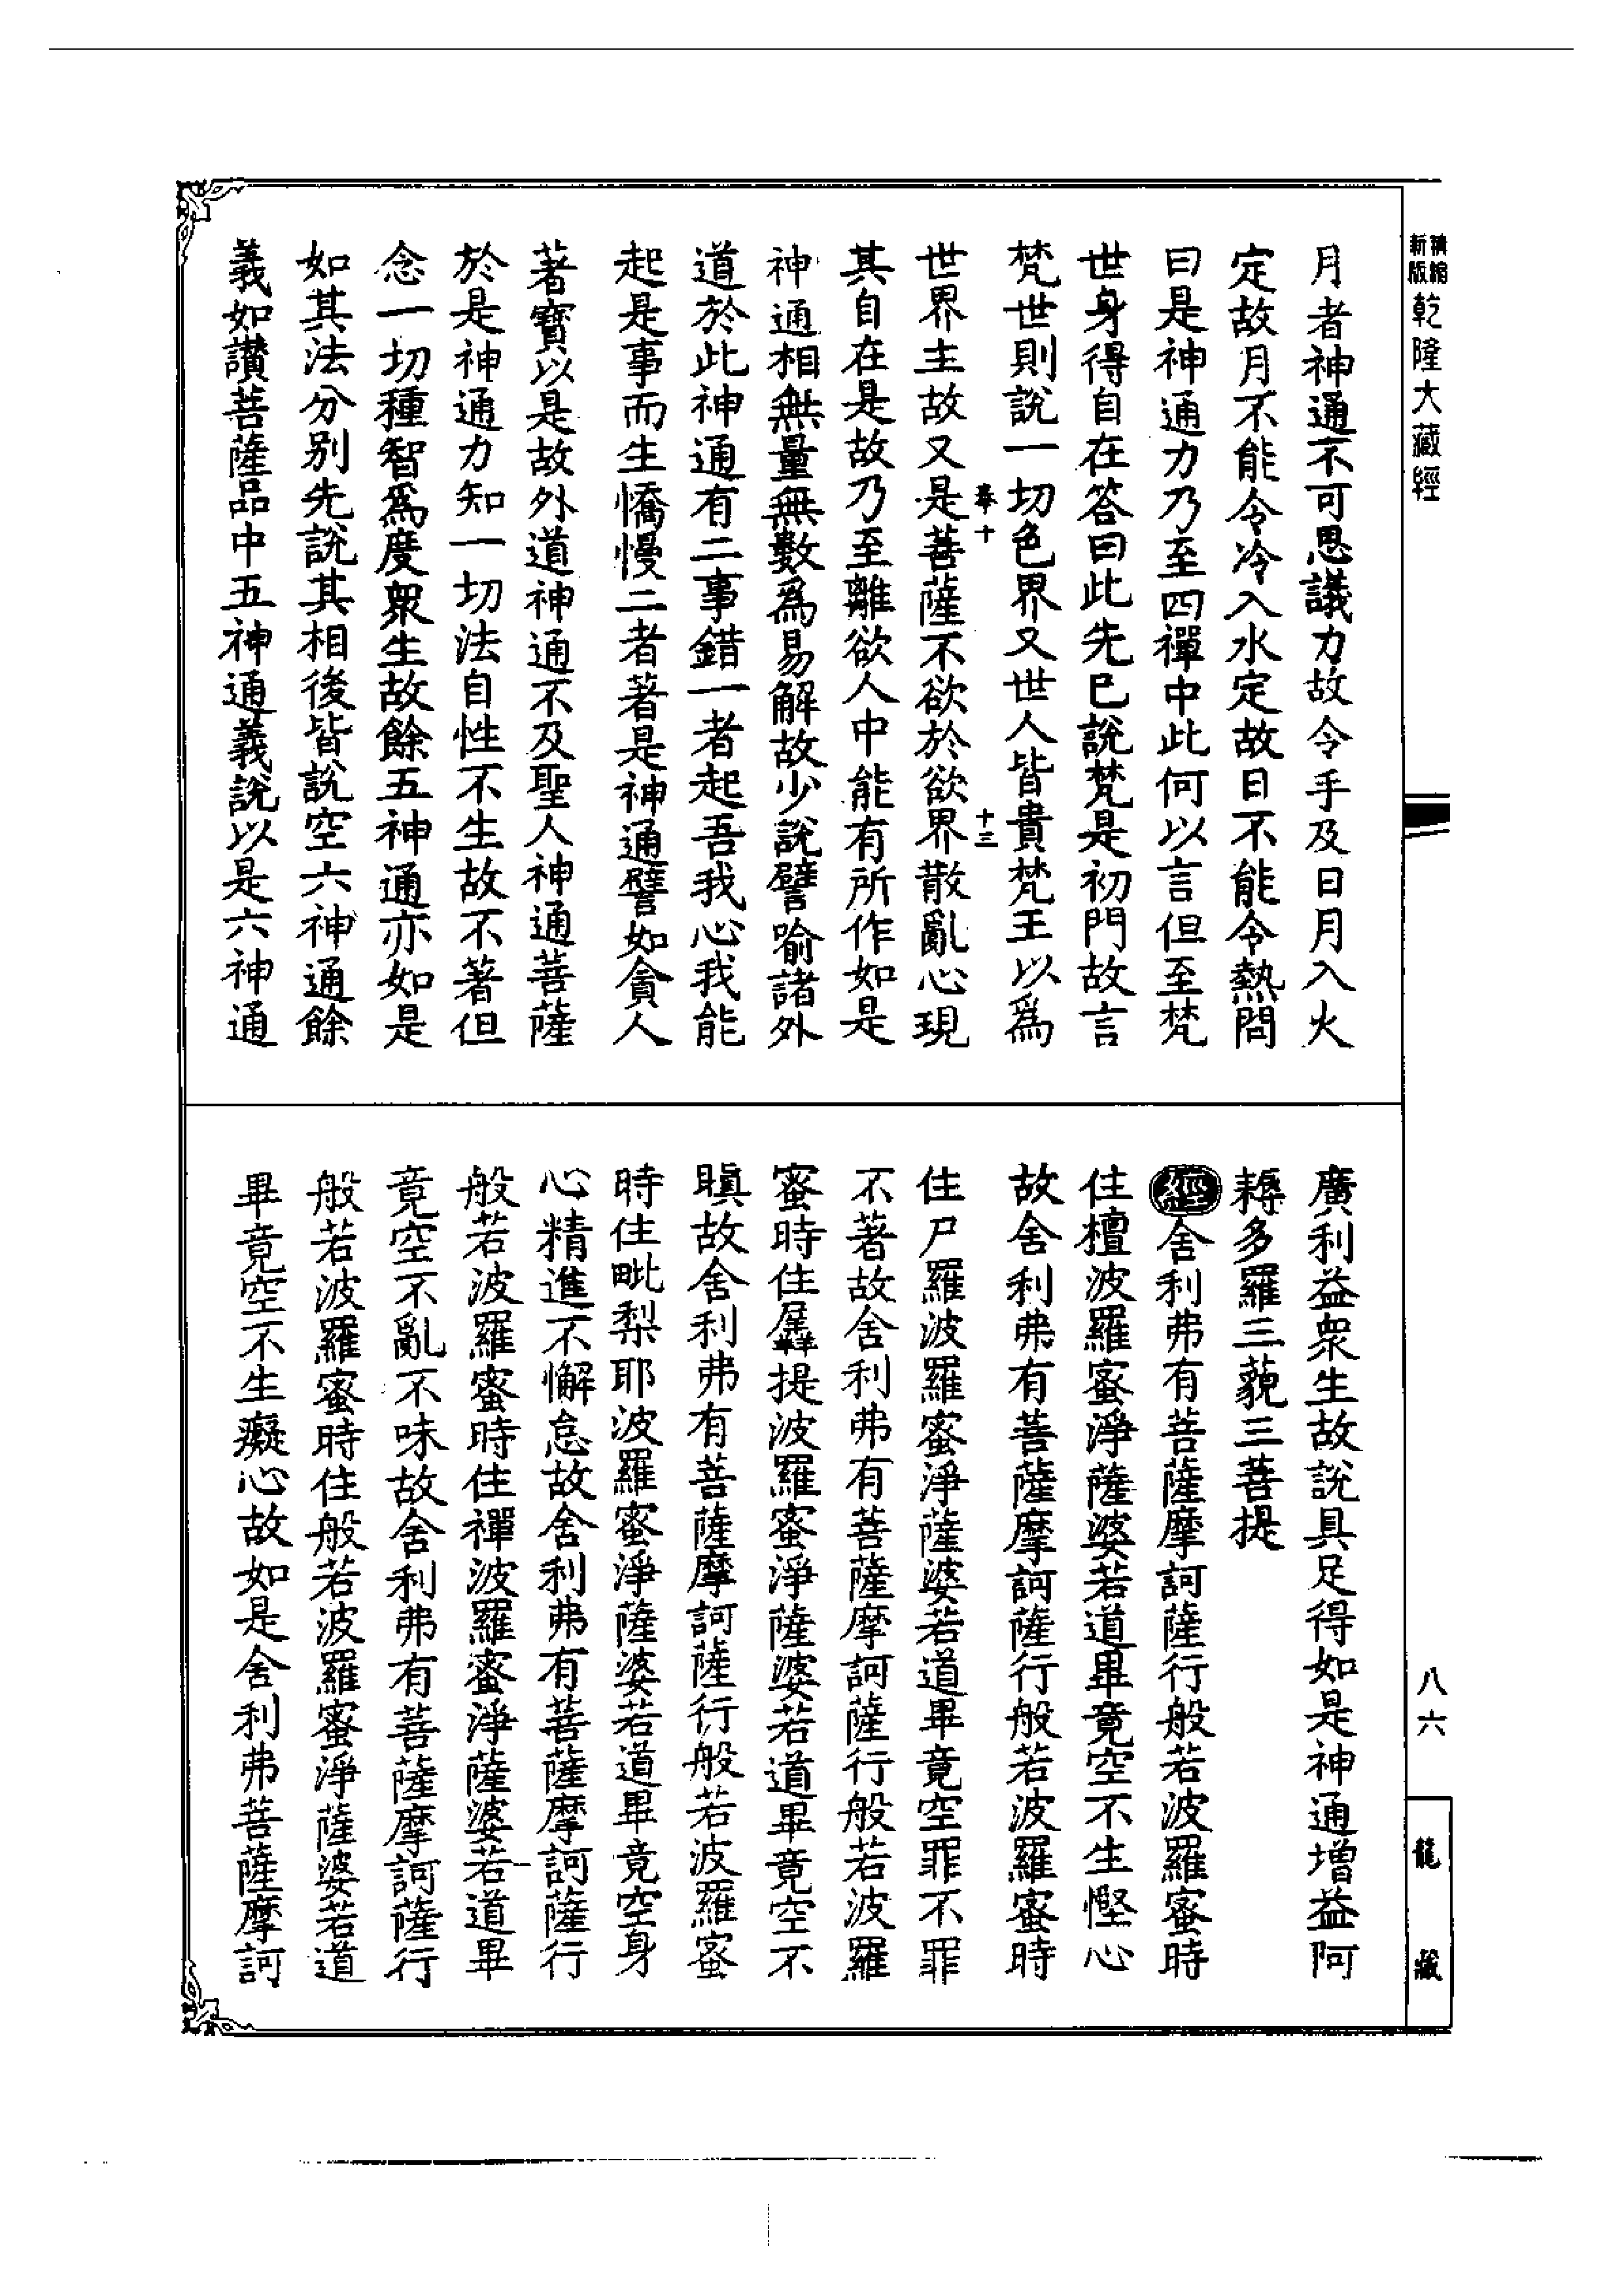 新版精縮乾隆大藏經
月者神通不可思議力故令手及日月入火
定故月不能令冷入水定故日不能令熱問
曰是神通力乃至四禪中此何以言但至梵
世身得自在答曰此先已說梵是初門故言
梵世則說一切色界又世人皆貴梵王以爲
卷十 十三
世界主故又是菩薩不欲於欲界散亂心現
其自在是故乃至離欲人中能有所作如是
神通相無量無數爲易解故少說譬喻諸外
道於此神通有二事錯一者起吾我心我能
起是事而生憍慢二者著是神通譬如貪人
著寶以是故外道神通不及聖人神通菩薩
於是神通力知一切法自性不生故不著但
念一切種智爲度衆生故餘五神通亦如是
如其法分別先說其相後皆說空六神通餘
義如讚菩薩品中五神通義說以是六神通
廣利益衆生故說具足得如是神通增益阿
耨多羅三藐三菩提
經舍利弗有菩薩摩訶薩行般若波羅蜜時
住檀波羅蜜淨薩婆若道畢竟空不生慳心
故舍利弗有菩薩摩訶薩行般若波羅蜜時
住尸羅波羅蜜淨薩婆若道畢竟空罪不罪
不著故舍利弗有菩薩摩訶薩行般若波羅
蜜時住羼提波羅蜜淨薩婆若道畢竟空不
瞋故舍利弗有菩薩摩訶薩行般若波羅蜜
時住毗梨耶波羅蜜淨薩婆若道畢竟空身
心精進不懈怠故舍利弗有菩薩摩訶薩行
般若波羅蜜時住禪波羅蜜淨薩婆若道畢
竟空不亂不味故舍利弗有菩薩摩訶薩行
般若波羅蜜時住般若波羅蜜淨薩婆若道
畢竟空不生癡心故如是舍利弗菩薩摩訶
八六
龍藏